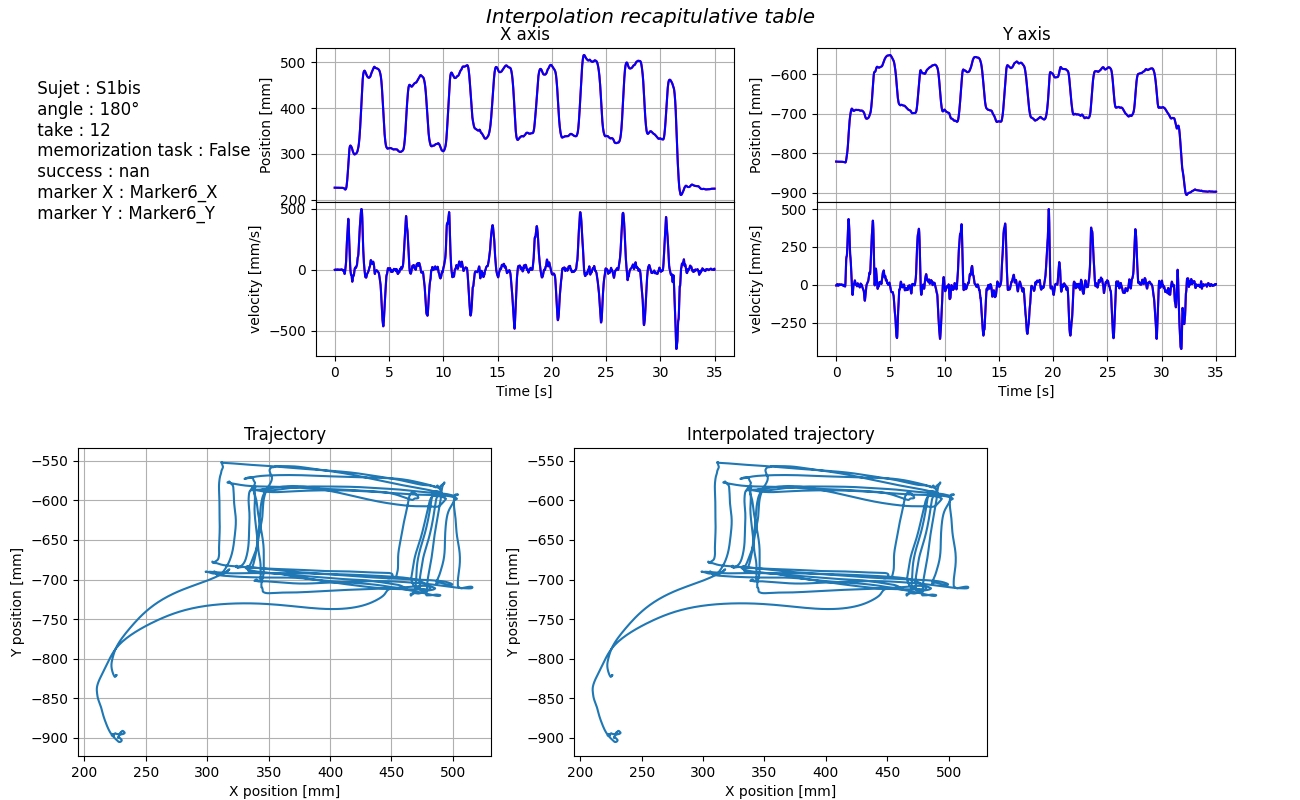 Interpolation recapitulative table
Sujet : S1bis
angle : 180°
take : 12
memorization task : False
success : nan
marker X : Marker6_X
marker Y : Marker6_Y
X axis
Position [mm]
500
400
300
200
velocity [mm/s]
500
0
−500
0 5 10 15 20 25 30 35
Time [s]
Y axis
Position [mm]
−600
−700
−800
−900
velocity [mm/s]
500
250
0
−250
0 5 10 15 20 25 30 35
Time [s]
Trajectory
Y position [mm]
−550
−600
−650
−700
−750
−800
−850
−900
200 250 300 350 400 450 500
X position [mm]
Interpolated trajectory
Y position [mm]
−550
−600
−650
−700
−750
−800
−850
−900
200 250 300 350 400 450 500
X position [mm]